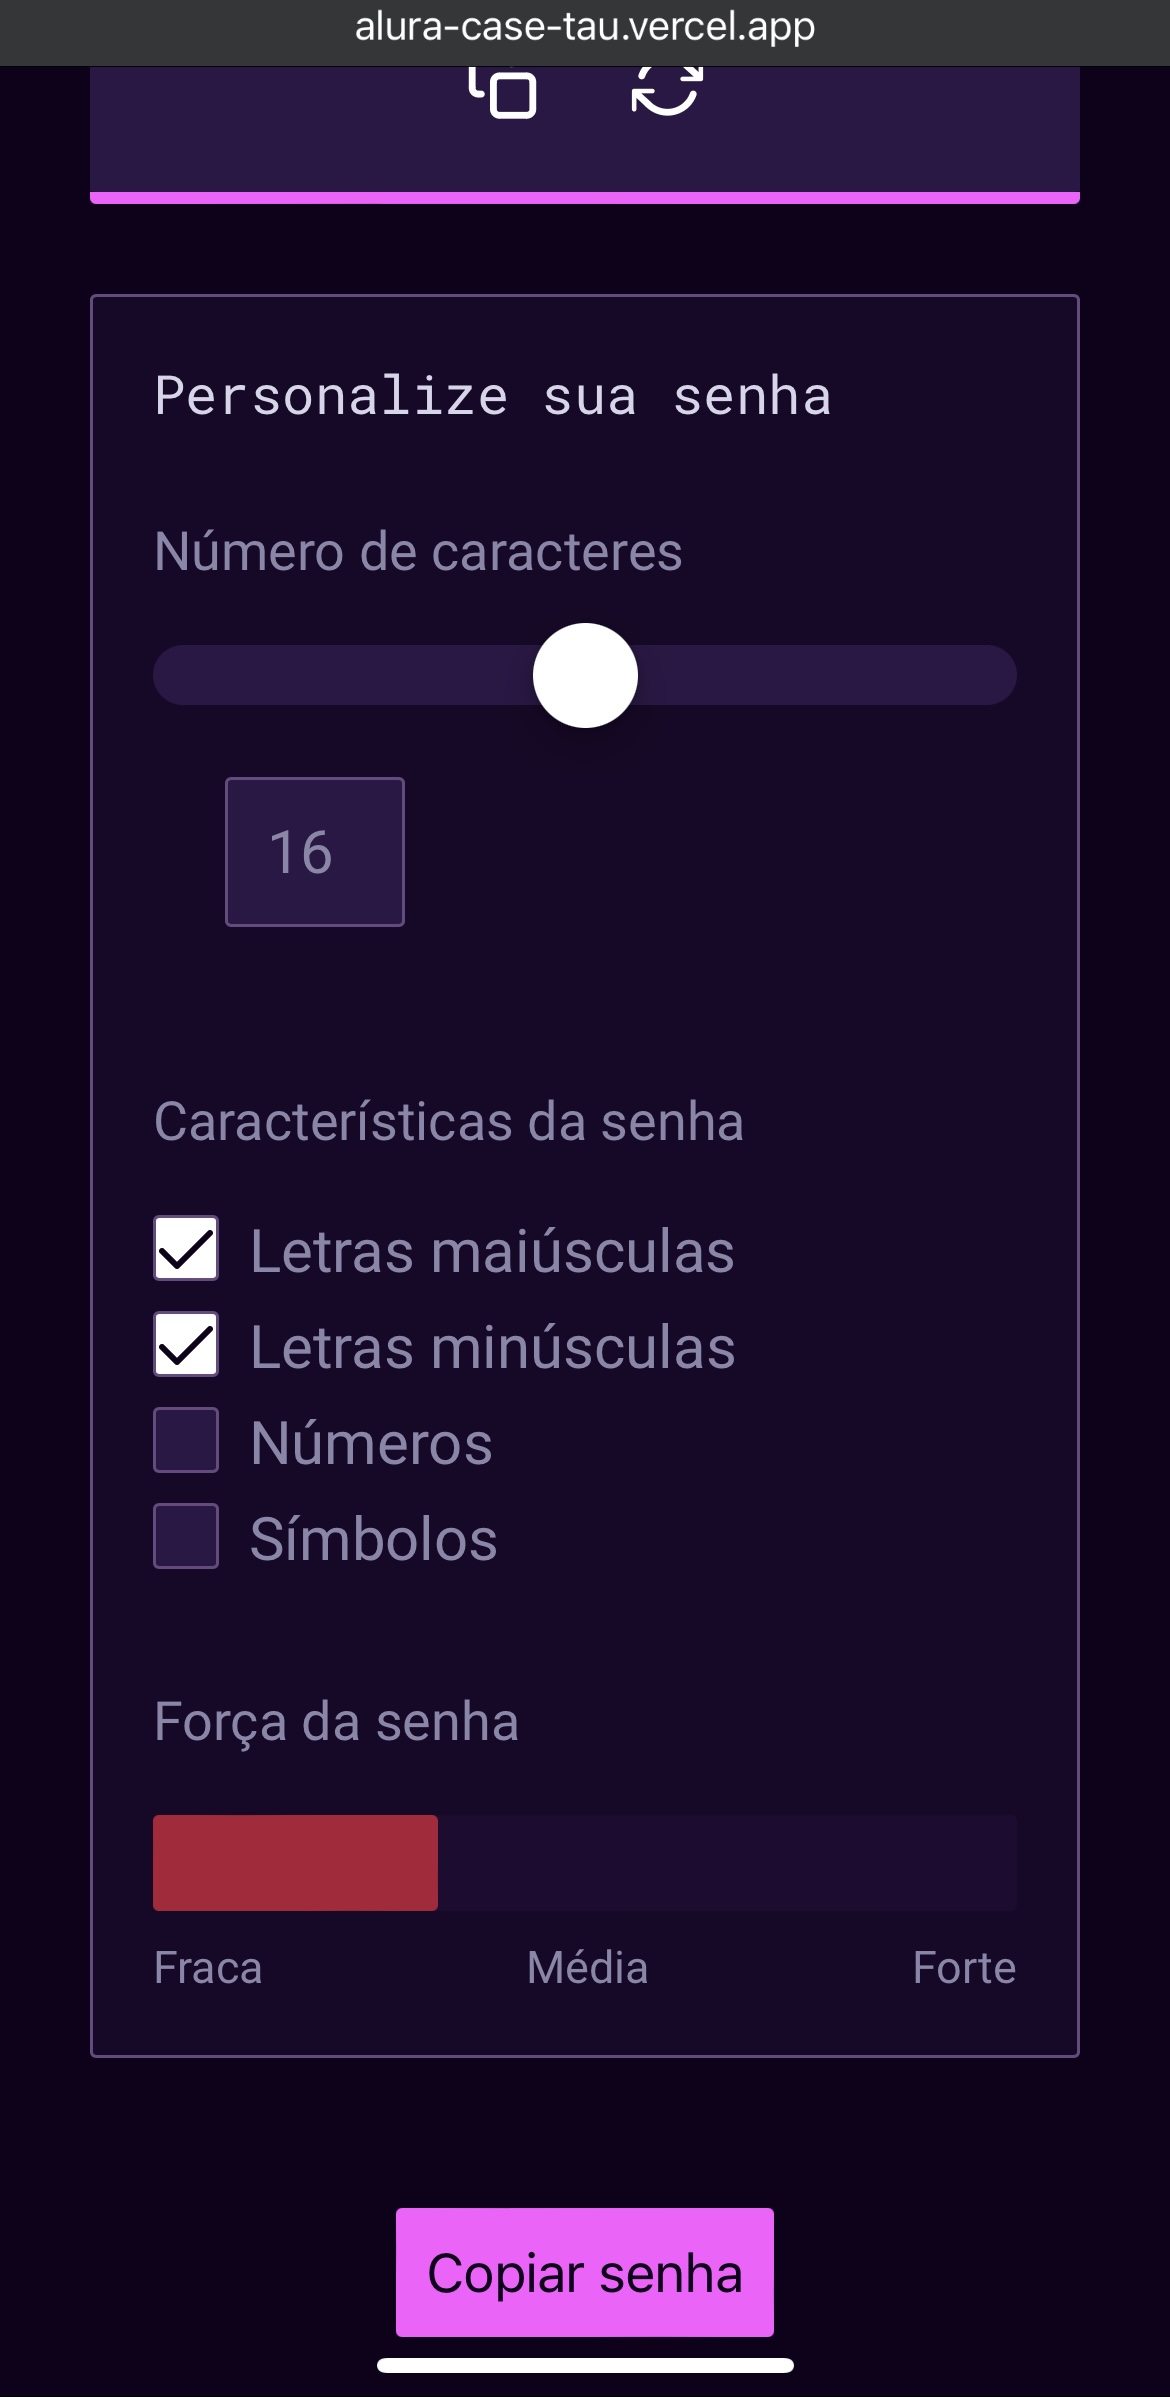 alura-case-tau.vercel.app
Personalize sua senha
Número de caracteres
16
Características da senha
Letras maiúsculas
Letras minúsculas
Números
Símbolos
Força da senha
Fraca Média Forte
Copiar senha